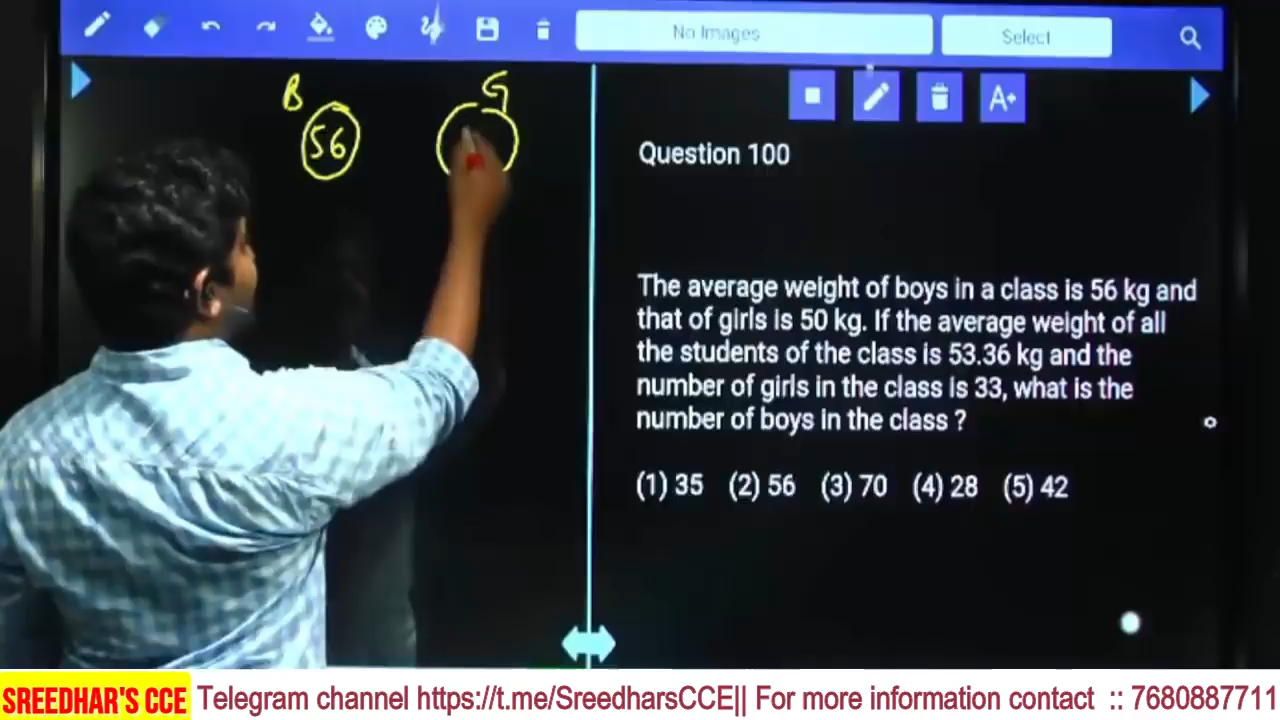 No Images
Select
A+
B
G
56
Question 100
The average weight of boys in a class is 56 kg and
that of girls is 50 kg. If the average weight of all
the students of the class is 53.36 kg and the
number of girls in the class is 33, what is the
number of boys in the class ?
(1) 35 (2) 56 (3) 70 (4) 28 (5) 42
SREEDHAR'S CCE Telegram channel https://t.me/SreedharsCCE|| For more information contact :: 7680887711